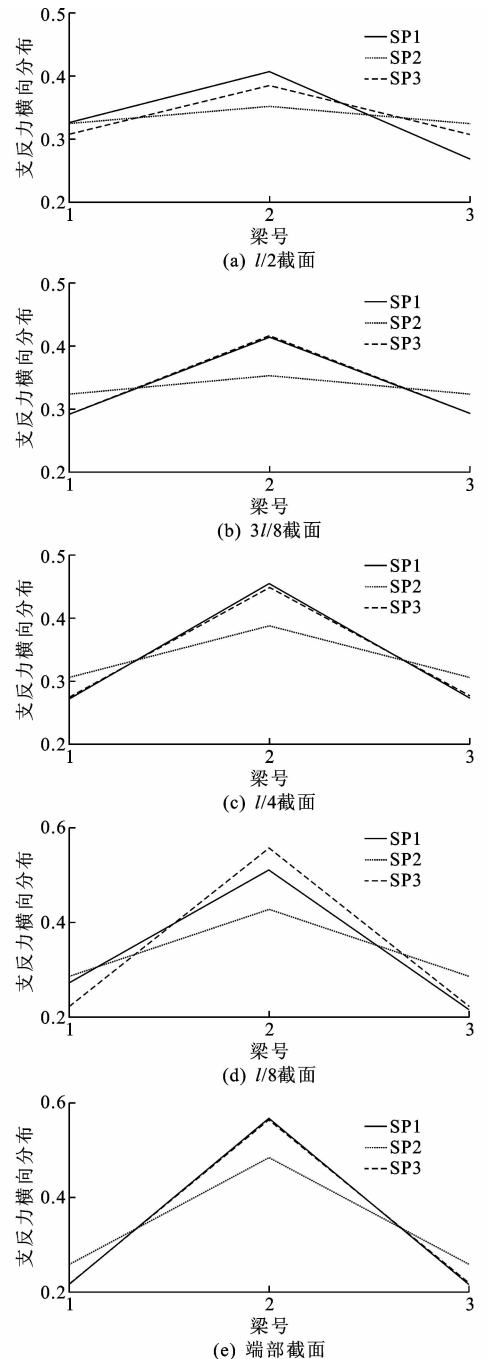 支反力横向分布
0.5
0.4
0.3
0.2
SP1
SP2
SP3
1 2 3
梁号
(a) l/2截面
支反力横向分布
0.5
0.4
0.3
0.2
SP1
SP2
SP3
1 2 3
梁号
(b) 3l/8截面
支反力横向分布
0.5
0.4
0.3
0.2
SP1
SP2
SP3
1 2 3
梁号
(c) l/4截面
支反力横向分布
0.6
0.4
0.2
SP1
SP2
SP3
1 2 3
梁号
(d) l/8截面
支反力横向分布
0.6
0.4
0.2
SP1
SP2
SP3
1 2 3
梁号
(e) 端部截面